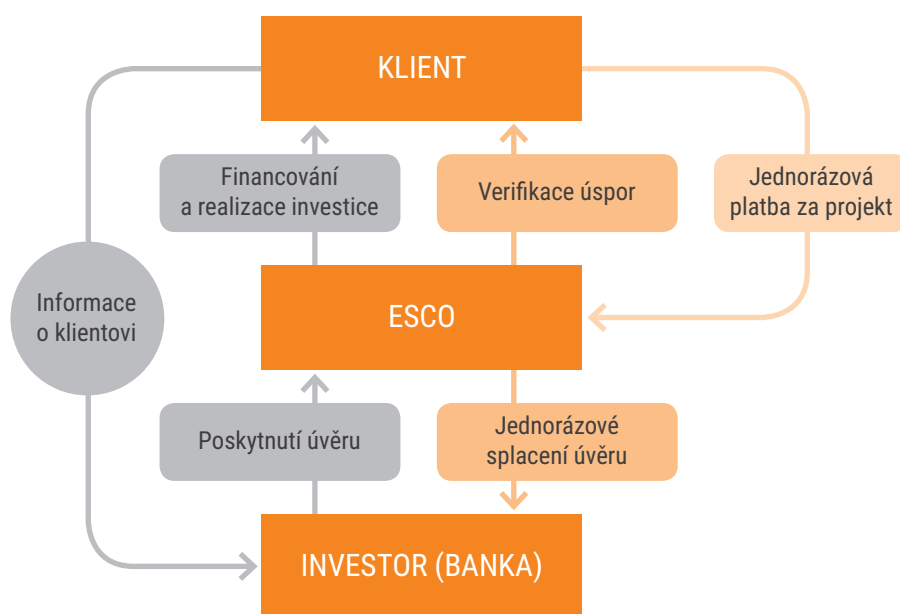 KLIENT
Financování
a realizace investice
Verifikace úspor
Jednorázová
platba za projekt
Informace
o klientovi
ESCO
Poskytnutí úvěru
Jednorázové
splacení úvěru
INVESTOR (BANKA)